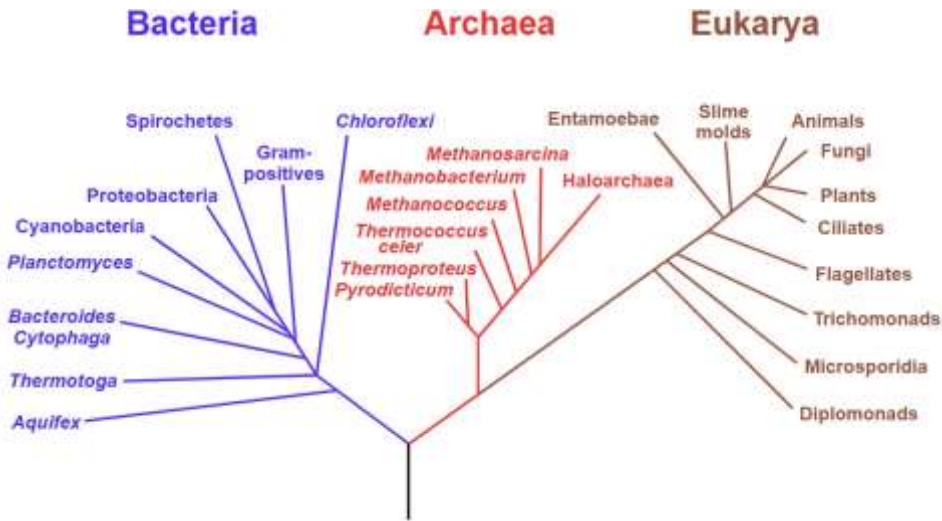 Bacteria
Archaea
Eukarya
Spirochetes
Chloroflexi
Gram-
positives
Proteobacteria
Cyanobacteria
Planctomyces
Bacteroides
Cytophaga
Thermotoga
Aquifex
Methanosarcina
Methanobacterium
Haloarchaea
Methanococcus
Thermococcus
celer
Thermoproteus
Pyrodicticum
Entamoebae
Slime
molds
Animals
Fungi
Plants
Ciliates
Flagellates
Trichomonads
Microsporidia
Diplomonads